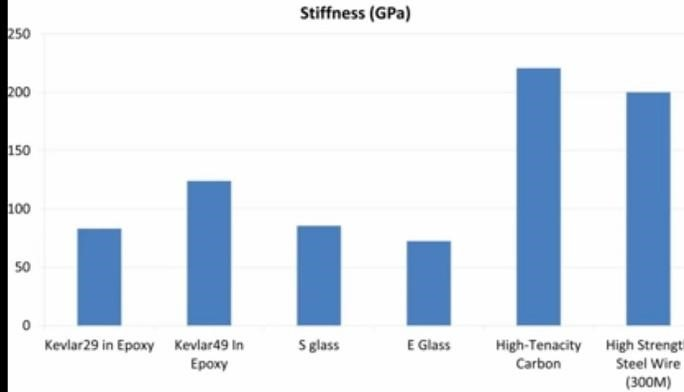 Stiffness (GPa)
250
200
150
100
50
0
Kevlar29 in Epoxy
Kevlar49 In
Epoxy
S glass
E Glass
High-Tenacity
Carbon
High Strengt
Steel Wire
(300M)